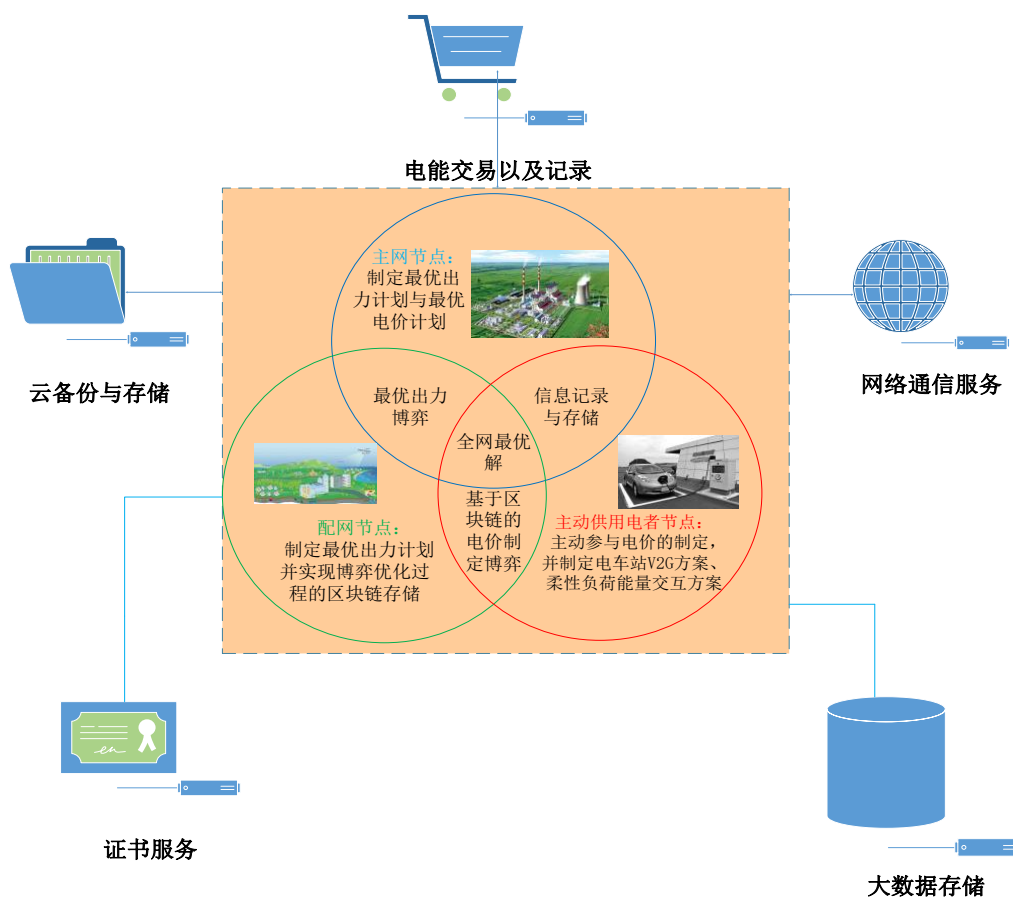 电能交易以及记录
主网节点：
制定最优出
力计划与最优
电价计划
云备份与存储
网络通信服务
最优出力
博弈
信息记录
与存储
全网最优
解
基于区
块链的
电价制
定博弈
配网节点：
制定最优出力计划
并实现博弈优化过
程的区块链存储
主动供用电者节点：
主动参与电价的制定，
并制定电车站V2G方案、
柔性负荷能量交互方案
证书服务
大数据存储